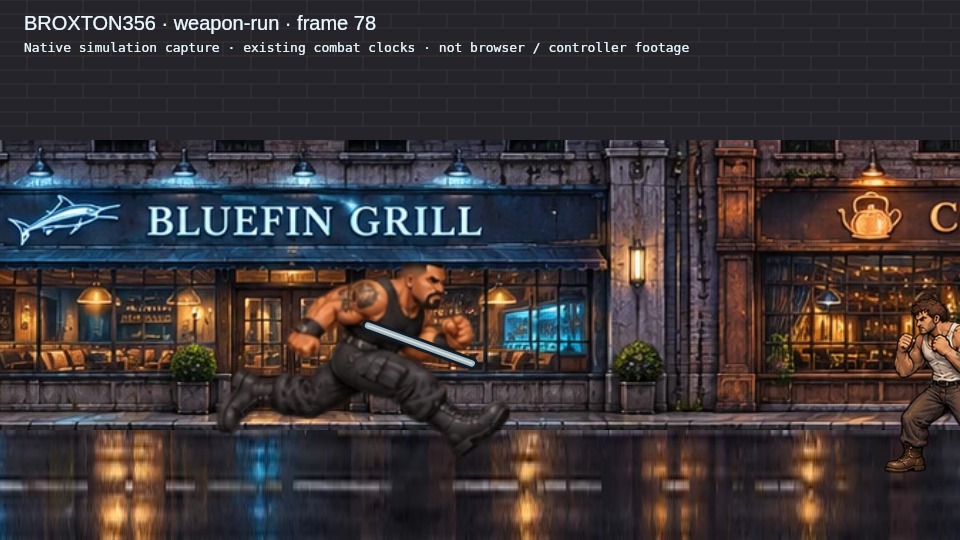 BROXTON356 · weapon-run · frame 78
Native simulation capture · existing combat clocks · not browser / controller footage
BLUEFIN GRILL
C